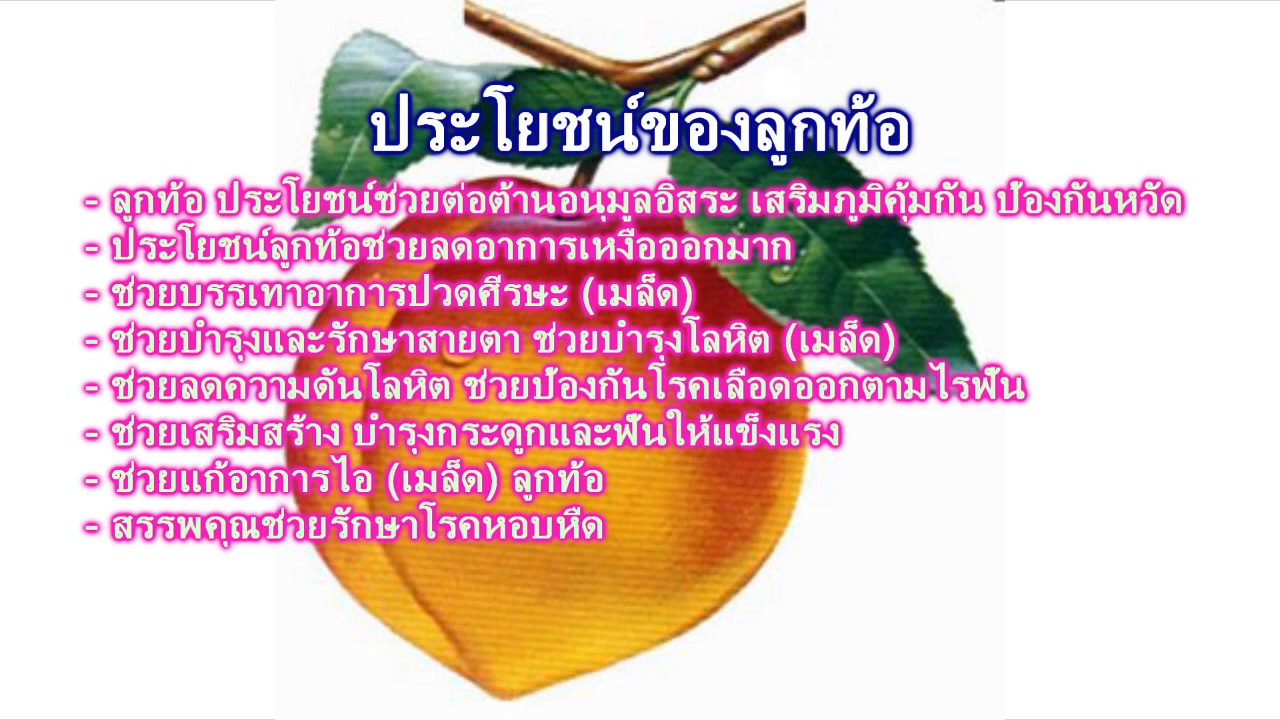 ประโยชน์ของลูกท้อ
- ลูกท้อ ประโยชน์ช่วยต่อต้านอนุมูลอิสระ เสริมภูมิคุ้มกัน ป้องกันหวัด
- ประโยชน์ลูกท้อช่วยลดอาการเหงื่อออกมาก
- ช่วยบรรเทาอาการปวดศีรษะ (เมล็ด)
- ช่วยบำรุงและรักษาสายตา ช่วยบำรุงโลหิต (เมล็ด)
- ช่วยลดความดันโลหิต ช่วยป้องกันโรคเลือดออกตามไรฟัน
- ช่วยเสริมสร้าง บำรุงกระดูกและฟันให้แข็งแรง
- ช่วยแก้อาการไอ (เมล็ด) ลูกท้อ
- สรรพคุณช่วยรักษาโรคหอบหืด